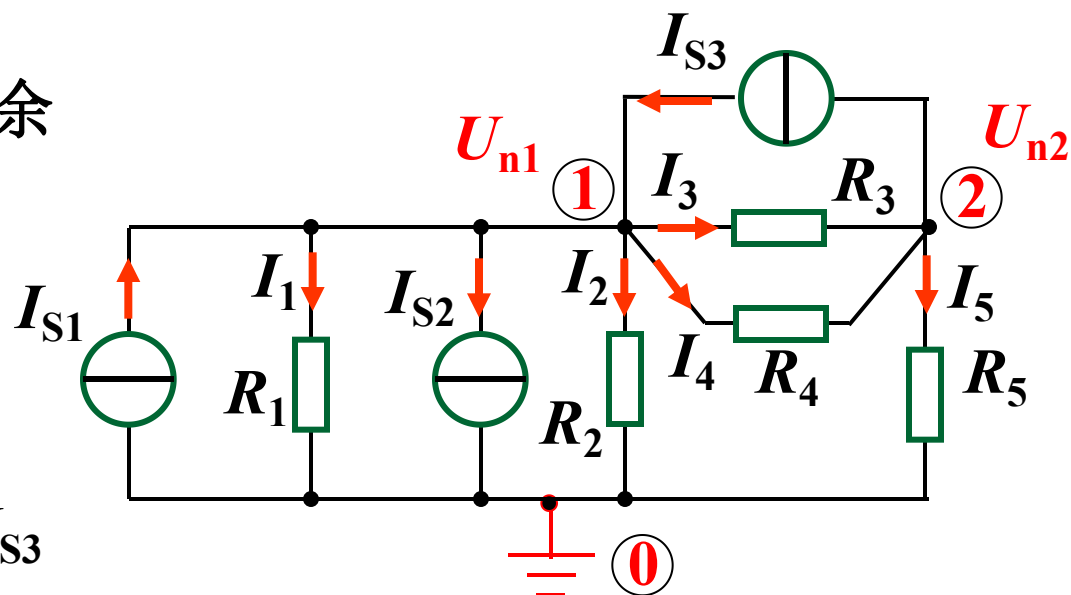 余
I_S3
U_n1
U_n2
①
I_3
R_3
②
I_S1
I_1
I_S2
I_2
I_4
R_4
I_5
R_1
R_2
R_5
S3
⓪